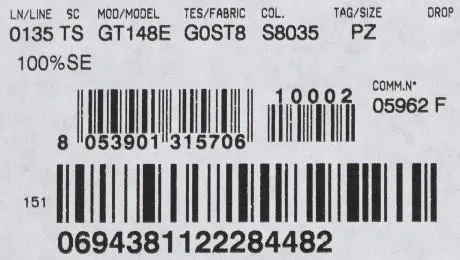 LN/LINE SC MOD/MODEL TES/FABRIC COL. TAG/SIZE DROP
0135 TS GT148E G0ST8 S8035 PZ
100%SE
10002
COMM.N°
05962 F
8 053901 315706
151
0694381122284482